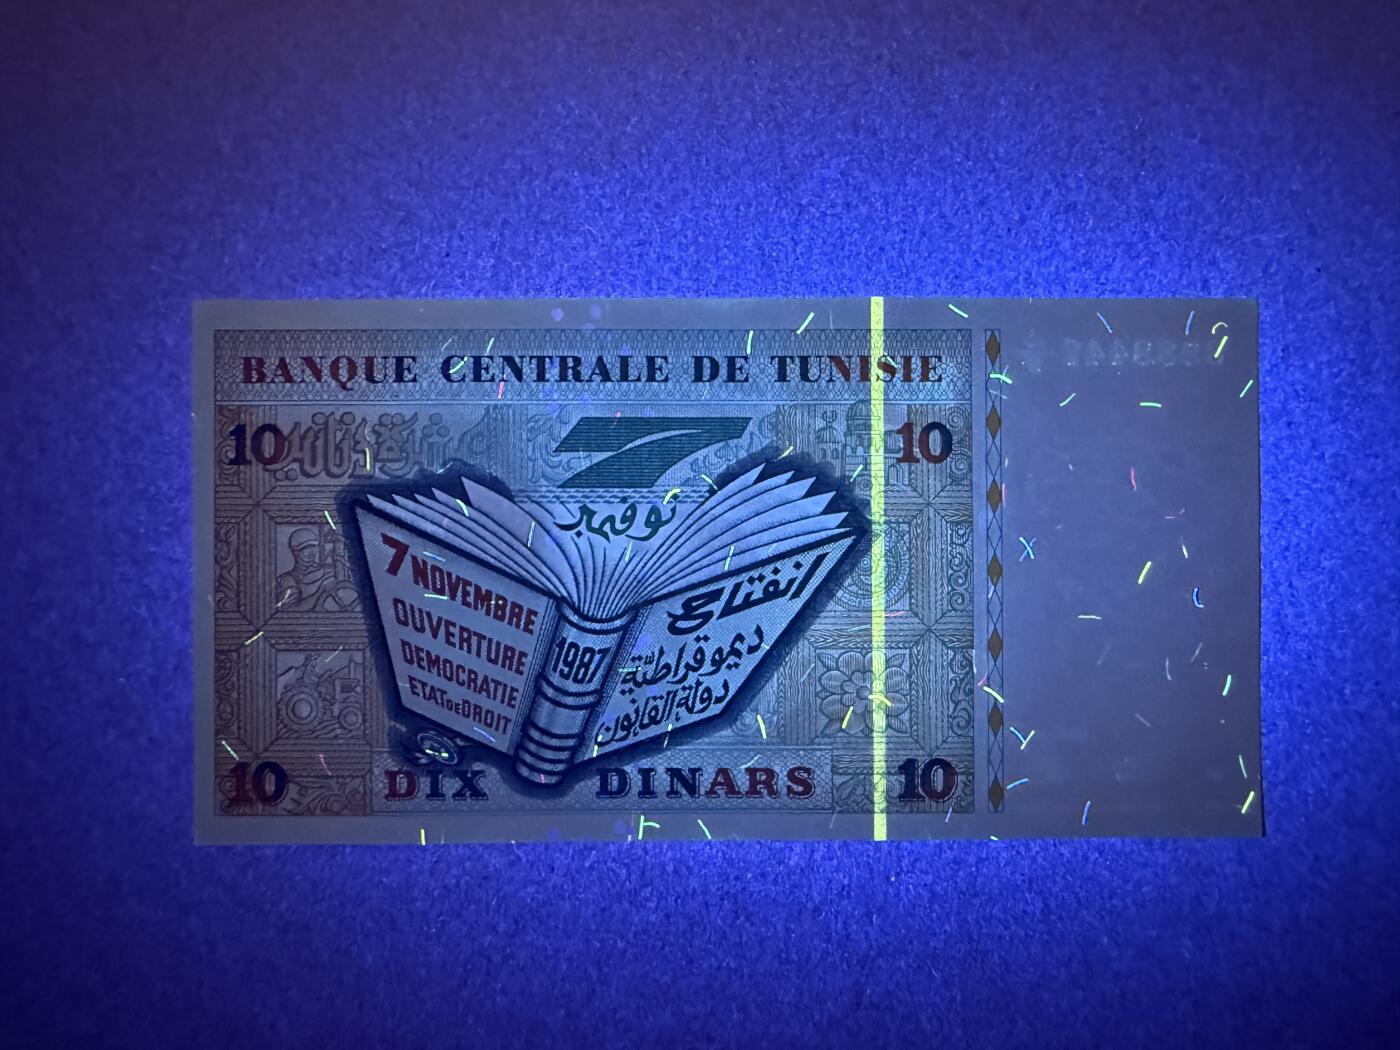 BANQUE CENTRALE DE TUNISIE
10
7
10
نوفمبر
7 NOVEMBRE
OUVERTURE
DEMOCRATIE
ETAT DE DROIT
1987
انفتاح
ديموقراطيّة
دولة القانون
10
DIX DINARS
10